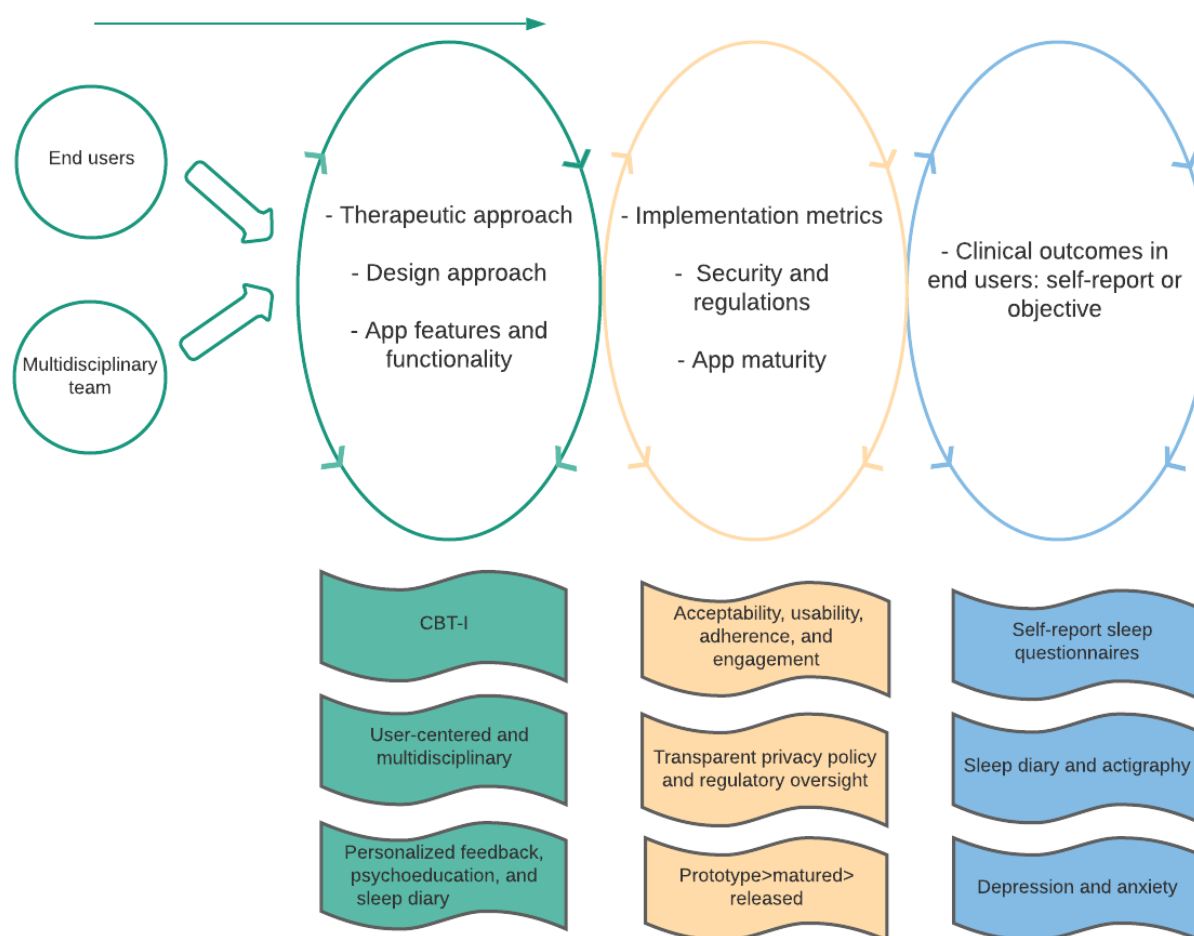 End users
Multidisciplinary
team
- Therapeutic approach
- Design approach
- App features and
functionality
- Implementation metrics
- Security and
regulations
- App maturity
- Clinical outcomes in
end users: self-report or
objective
CBT-I
User-centered and
multidisciplinary
Personalized feedback,
psychoeducation, and
sleep diary
Acceptability, usability,
adherence, and
engagement
Transparent privacy policy
and regulatory oversight
Prototype>matured>
released
Self-report sleep
questionnaires
Sleep diary and actigraphy
Depression and anxiety